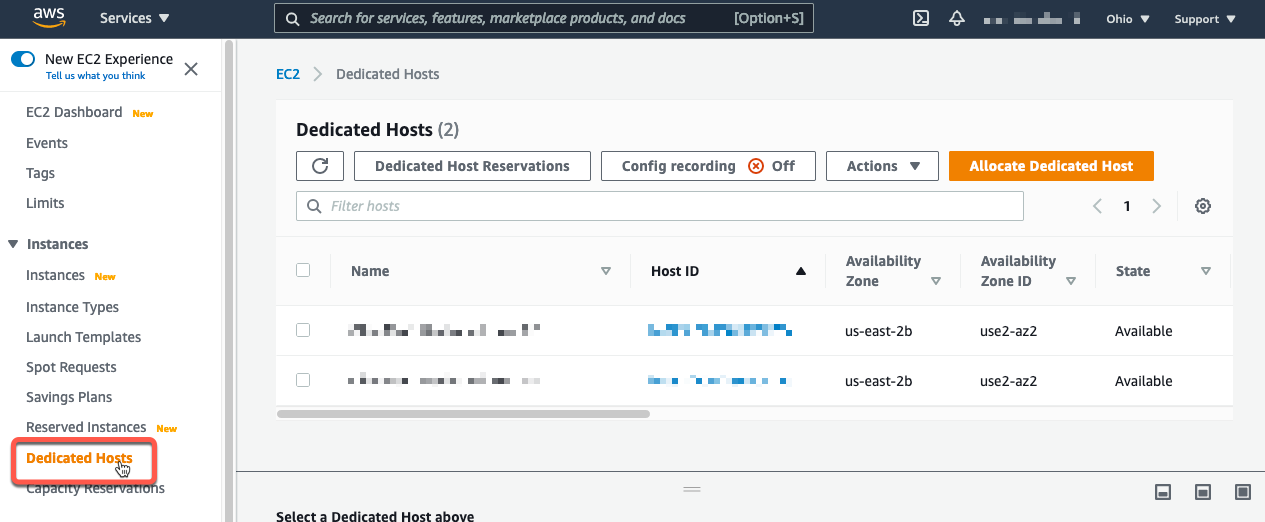 aws
Services
Search for services, features, marketplace products, and docs
[Option+S]
Ohio
Support
New EC2 Experience
Tell us what you think
EC2 Dashboard New
Events
Tags
Limits
Instances
Instances New
Instance Types
Launch Templates
Spot Requests
Savings Plans
Reserved Instances New
Dedicated Hosts
Capacity Reservations
EC2 > Dedicated Hosts
Dedicated Hosts (2)
Dedicated Host Reservations
Config recording Off
Actions
Allocate Dedicated Host
Filter hosts
1
Name
Host ID
Availability
Zone
Availability
Zone ID
State
us-east-2b use2-az2 Available
us-east-2b use2-az2 Available
Select a Dedicated Host above